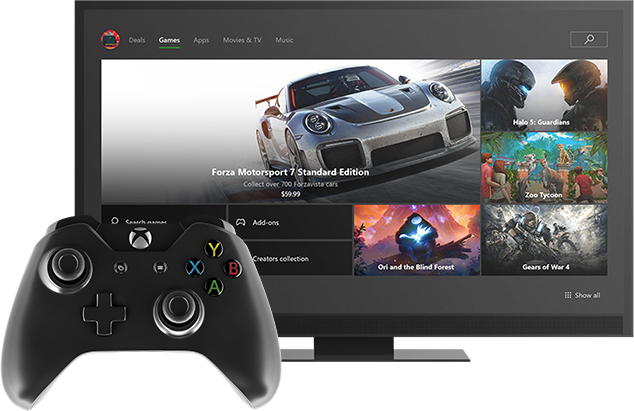 Deals Games Apps Movies & TV Music
Halo 5: Guardians
Forza Motorsport 7 Standard Edition
Collect over 700 Forzavista cars
$59.99
Zoo Tycoon
Search games
Add-ons
Creators collection
Ori and the Blind Forest
Gears of War 4
Show all
Y
X B
A